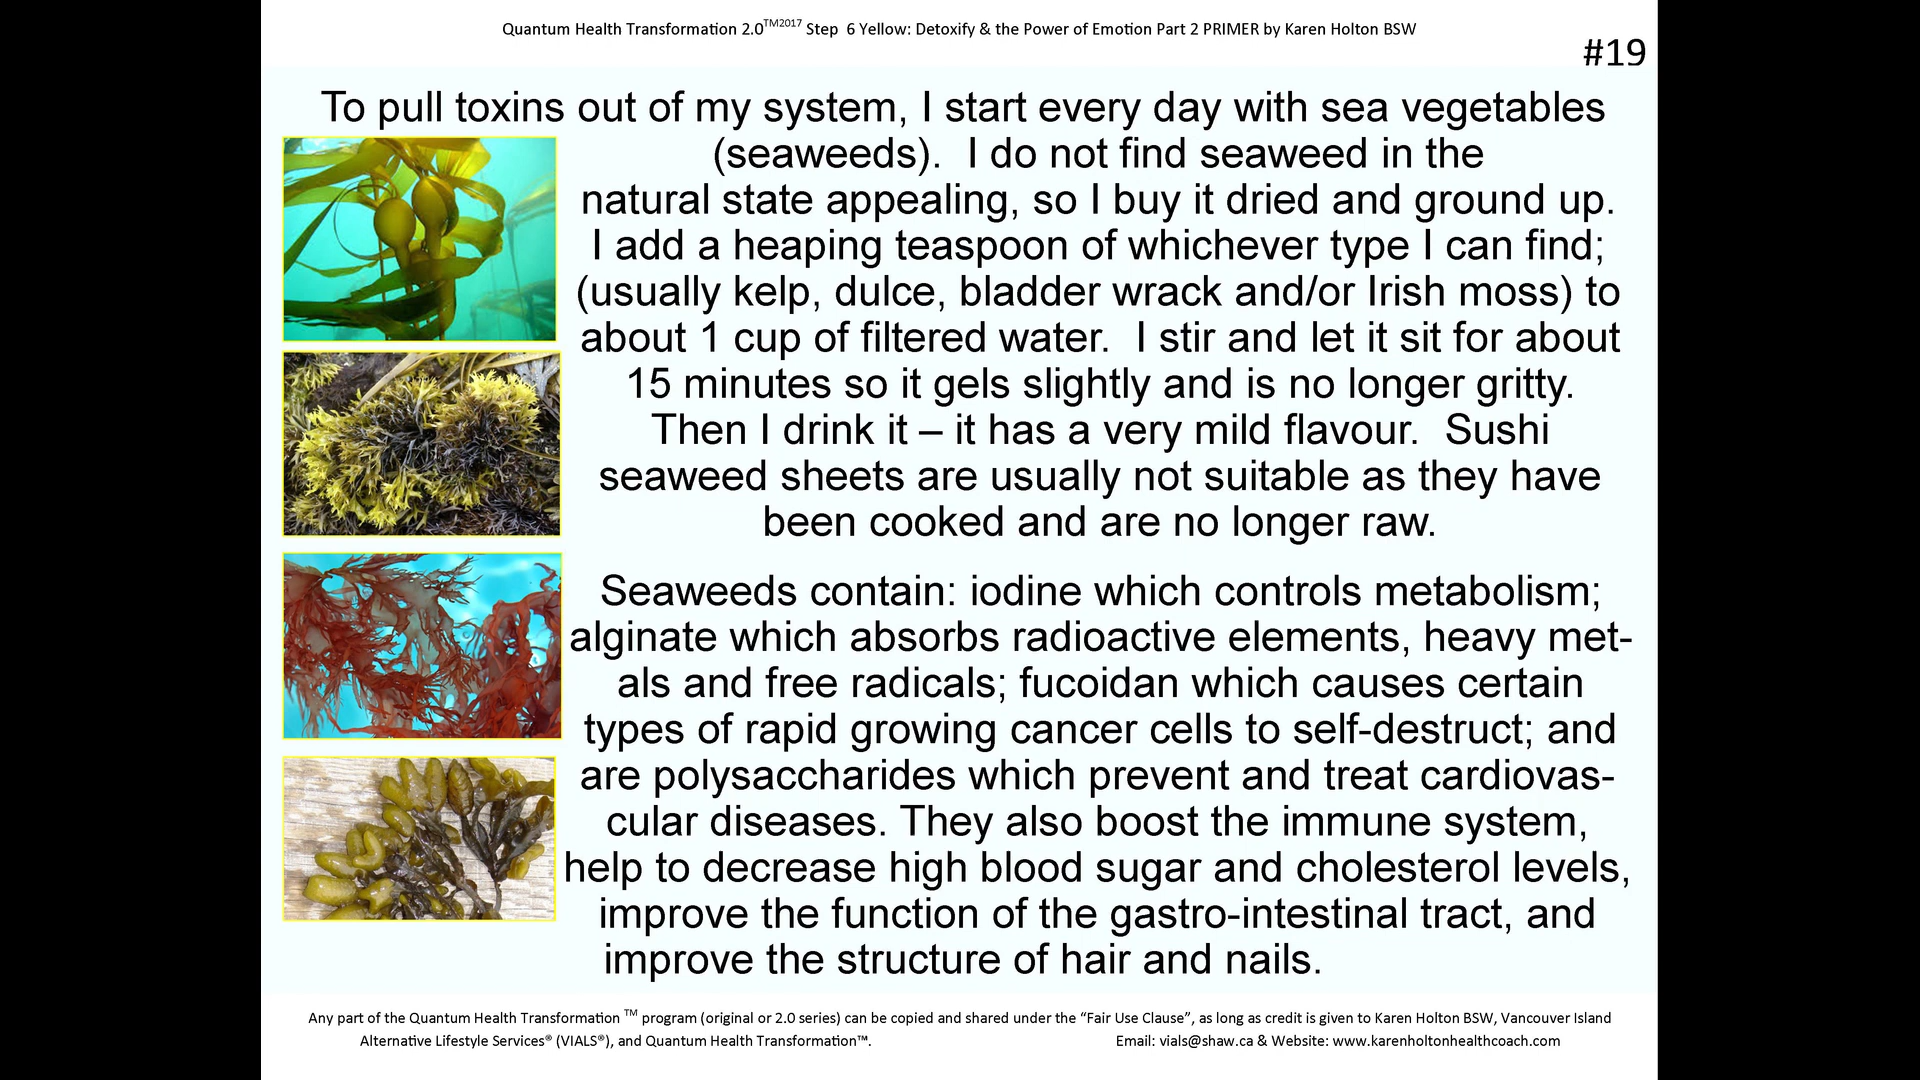 Quantum Health Transformation 2.0TM2017 Step 6 Yellow: Detoxify & the Power of Emotion Part 2 PRIMER by Karen Holton BSW
#19
To pull toxins out of my system, I start every day with sea vegetables
(seaweeds). I do not find seaweed in the
natural state appealing, so I buy it dried and ground up.
I add a heaping teaspoon of whichever type I can find;
(usually kelp, dulce, bladder wrack and/or Irish moss) to
about 1 cup of filtered water. I stir and let it sit for about
15 minutes so it gels slightly and is no longer gritty.
Then I drink it – it has a very mild flavour. Sushi
seaweed sheets are usually not suitable as they have
been cooked and are no longer raw.
Seaweeds contain: iodine which controls metabolism;
alginate which absorbs radioactive elements, heavy met-
als and free radicals; fucoidan which causes certain
types of rapid growing cancer cells to self-destruct; and
are polysaccharides which prevent and treat cardiovas-
cular diseases. They also boost the immune system,
help to decrease high blood sugar and cholesterol levels,
improve the function of the gastro-intestinal tract, and
improve the structure of hair and nails.
Any part of the Quantum Health Transformation TM program (original or 2.0 series) can be copied and shared under the “Fair Use Clause”, as long as credit is given to Karen Holton BSW, Vancouver Island
Alternative Lifestyle Services® (VIALS®), and Quantum Health Transformation™. Email: vials@shaw.ca & Website: www.karenholtonhealthcoach.com